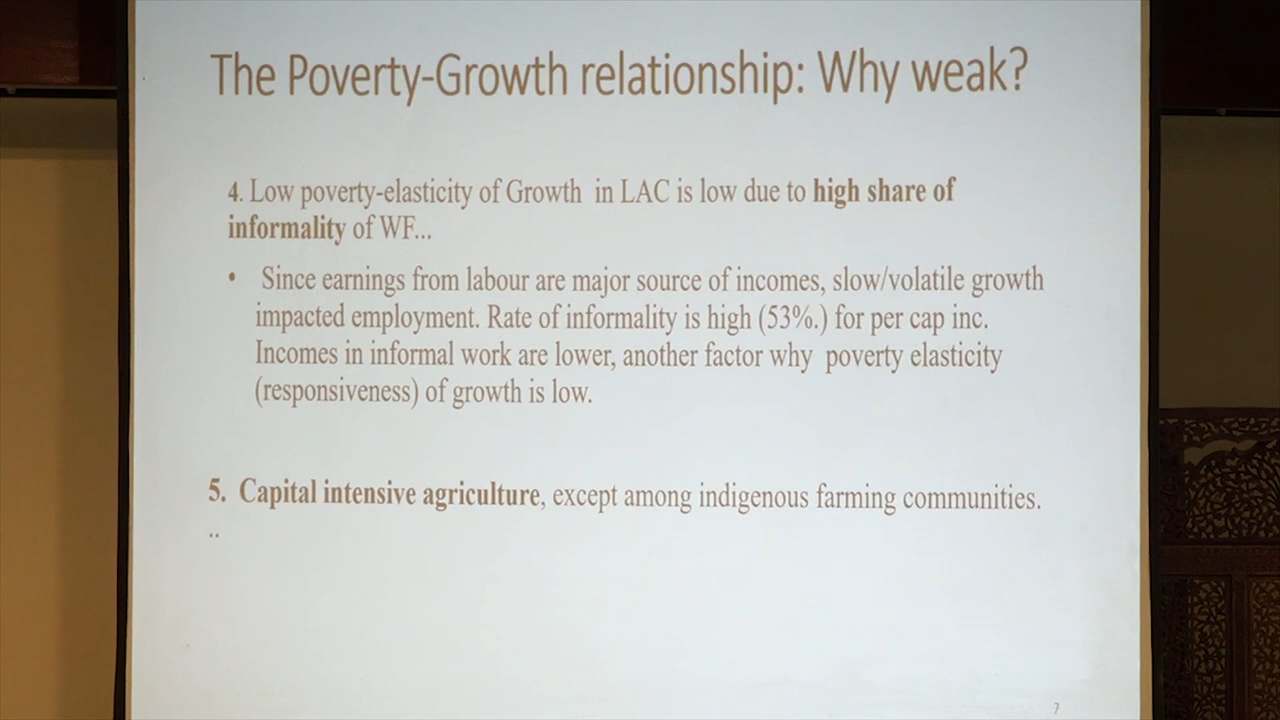 The Poverty-Growth relationship: Why weak?
4. Low poverty-elasticity of Growth in LAC is low due to high share of
informality of WF...
• Since earnings from labour are major source of incomes, slow/volatile growth
impacted employment. Rate of informality is high (53%.) for per cap inc.
Incomes in informal work are lower, another factor why poverty elasticity
(responsiveness) of growth is low.
5. Capital intensive agriculture, except among indigenous farming communities.
..
7